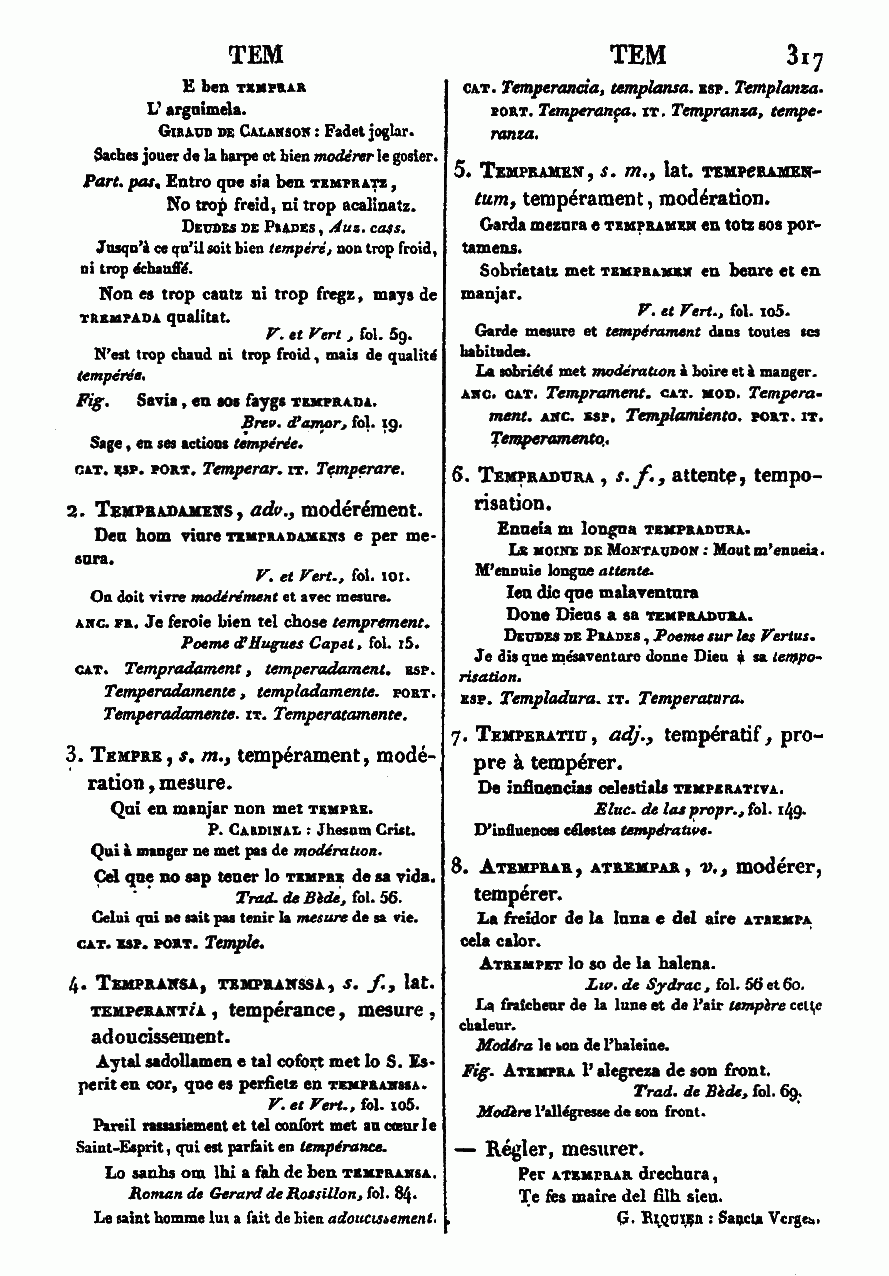 TEM
TEM 317
E ben TEMPRAR
L' arguimela.
GIRAUD DE CALANSON : Fadet joglar.
Saches jouer de la harpe et bien modérer le gosier.
Part. pas. Entro que sia ben TEMPRATZ,
No trop freid, ni trop acalinatz.
DEUDES DE PRADES, Auz. cass.
Jusqu'à ce qu'il soit bien tempéré, non trop froid,
ni trop échauffé.
Non es trop cautz ni trop fregz, mays de
TREMPADA qualitat.
V. et Vert., fol. 59.
N'est trop chaud ni trop froid, mais de qualité
tempérée.
Fig. Savia, en sos faygs TEMPRADA.
Brev. d'amor, fol. 19.
Sage, en ses actions tempérée.
CAT. ESP. PORT. Temperar. IT. Temperare.
2. TEMPRADAMENS, adv., modérément.
Deu hom viure TEMPRADAMENS e per me-
sura.
V. et Vert., fol. 101.
On doit vivre modérément et avec mesure.
ANC. FR. Je feroie bien tel chose temprement.
Poeme d'Hugues Capet, fol. 15.
CAT. Tempradament, temperadament. ESP.
Temperadamente, templadamente. PORT.
Temperadamente. IT. Temperatamente.
3. TEMPRE, s. m., tempérament, modé-
ration, mesure.
Qui en manjar non met TEMPRE.
P. CARDINAL : Jhesum Crist.
Qui à manger ne met pas de modération.
Cel que no sap tener lo TEMPRE de sa vida.
Trad. de Bède, fol. 56.
Celui qui ne sait pas tenir la mesure de sa vie.
CAT. ESP. PORT. Temple.
4. TEMPRANSA, TEMPRANSSA, s. f., lat.
TEMPERANTIA, tempérance, mesure,
adoucissement.
Aytal sadollamen e tal cofort met lo S. Es-
perit en cor, que es perfietz en TEMPRANSSA.
V. et Vert., fol. 105.
Pareil rassasiement et tel confort met au cœur le
Saint-Esprit, qui est parfait en tempérance.
Lo sanhs om lhi a fah de ben TEMPRANSA.
Roman de Gerard de Rossillon, fol. 84.
Le saint homme lui a fait de bien adoucissement.
CAT. Temperancia, templansa. ESP. Templanza.
PORT. Temperança. IT. Tempranza, tempe-
ranza.
5. TEMPRAMEN, s. m., lat. TEMPERAMEN-
tum, tempérament, modération.
Garda mezura e TEMPRAMEN en totz sos por-
tamens.
Sobrietatz met TEMPRAMEN en beure et en
manjar.
V. et Vert., fol. 105.
Garde mesure et tempérament dans toutes ses
habitudes.
La sobriété met modération à boire et à manger.
ANC. CAT. Temprament. CAT. MOD. Tempera-
ment. ANC. ESP. Templamiento. PORT. IT.
Temperamento.
6. TEMPRADURA, s. f., attente, tempo-
risation.
Enueia m longua TEMPRADURA.
LE MOINE DE MONTAUDON : Mout m'enueia.
M'ennuie longue attente.
Ieu dic que malaventura
Done Dieus a sa TEMPRADURA.
DEUDES DE PRADES, Poeme sur les Vertus.
Je dis que mésaventure donne Dieu à sa tempo-
risation.
ESP. Templadura. IT. Temperatura.
7. TEMPERATIU, adj., températif, pro-
pre à tempérer.
De influencias celestials TEMPERATIVA.
Eluc. de las propr., fol. 149.
D'influences célestes températive.
8. ATEMPRAR, ATREMPAR, v., modérer,
tempérer.
La freidor de la luna e del aire ATREMPA
cela calor.
ATREMPET lo so de la halena.
Liv. de Sydrac, fol. 56 et 60.
La fraîcheur de la lune et de l'air tempère cette
chaleur.
Modéra le son de l'haleine.
Fig. ATEMPRA l'alegreza de son front.
Trad. de Bède, fol. 69.
Modère l'allégresse de son front.
— Régler, mesurer.
Per ATEMPRAR drechura,
Te fes maire del filh sieu.
G. RIQUIER : Sancta Verges.